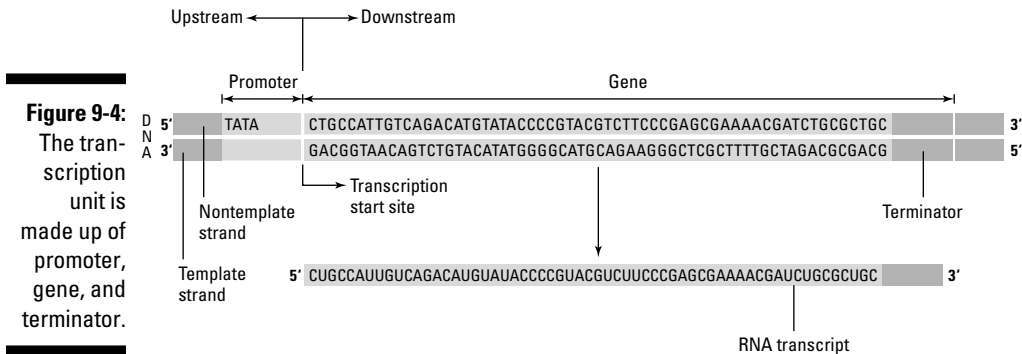 Upstream Downstream
Promoter Gene
Figure 9-4:
The tran-
scription
unit is
made up of
promoter,
gene, and
terminator.
D
N
A
5′ TATA CTGCCATTGTCAGACATGTATACCCCGTACGTCTTCCCGAGCGAAAACGATCTGCGCTGC 3′
3′ GACGGTAACAGTCTGTACATATGGGGCATGCAGAAGGGCTCGCTTTTGCTAGACGCGACG 5′
Transcription
start site
Nontemplate
strand
Terminator
Template
strand
5′ CUGCCAUUGUCAGACAUGUAUACCCCGUACGUCUUCCCGAGCGAAAACGAUCUGCGCUGC 3′
RNA transcript